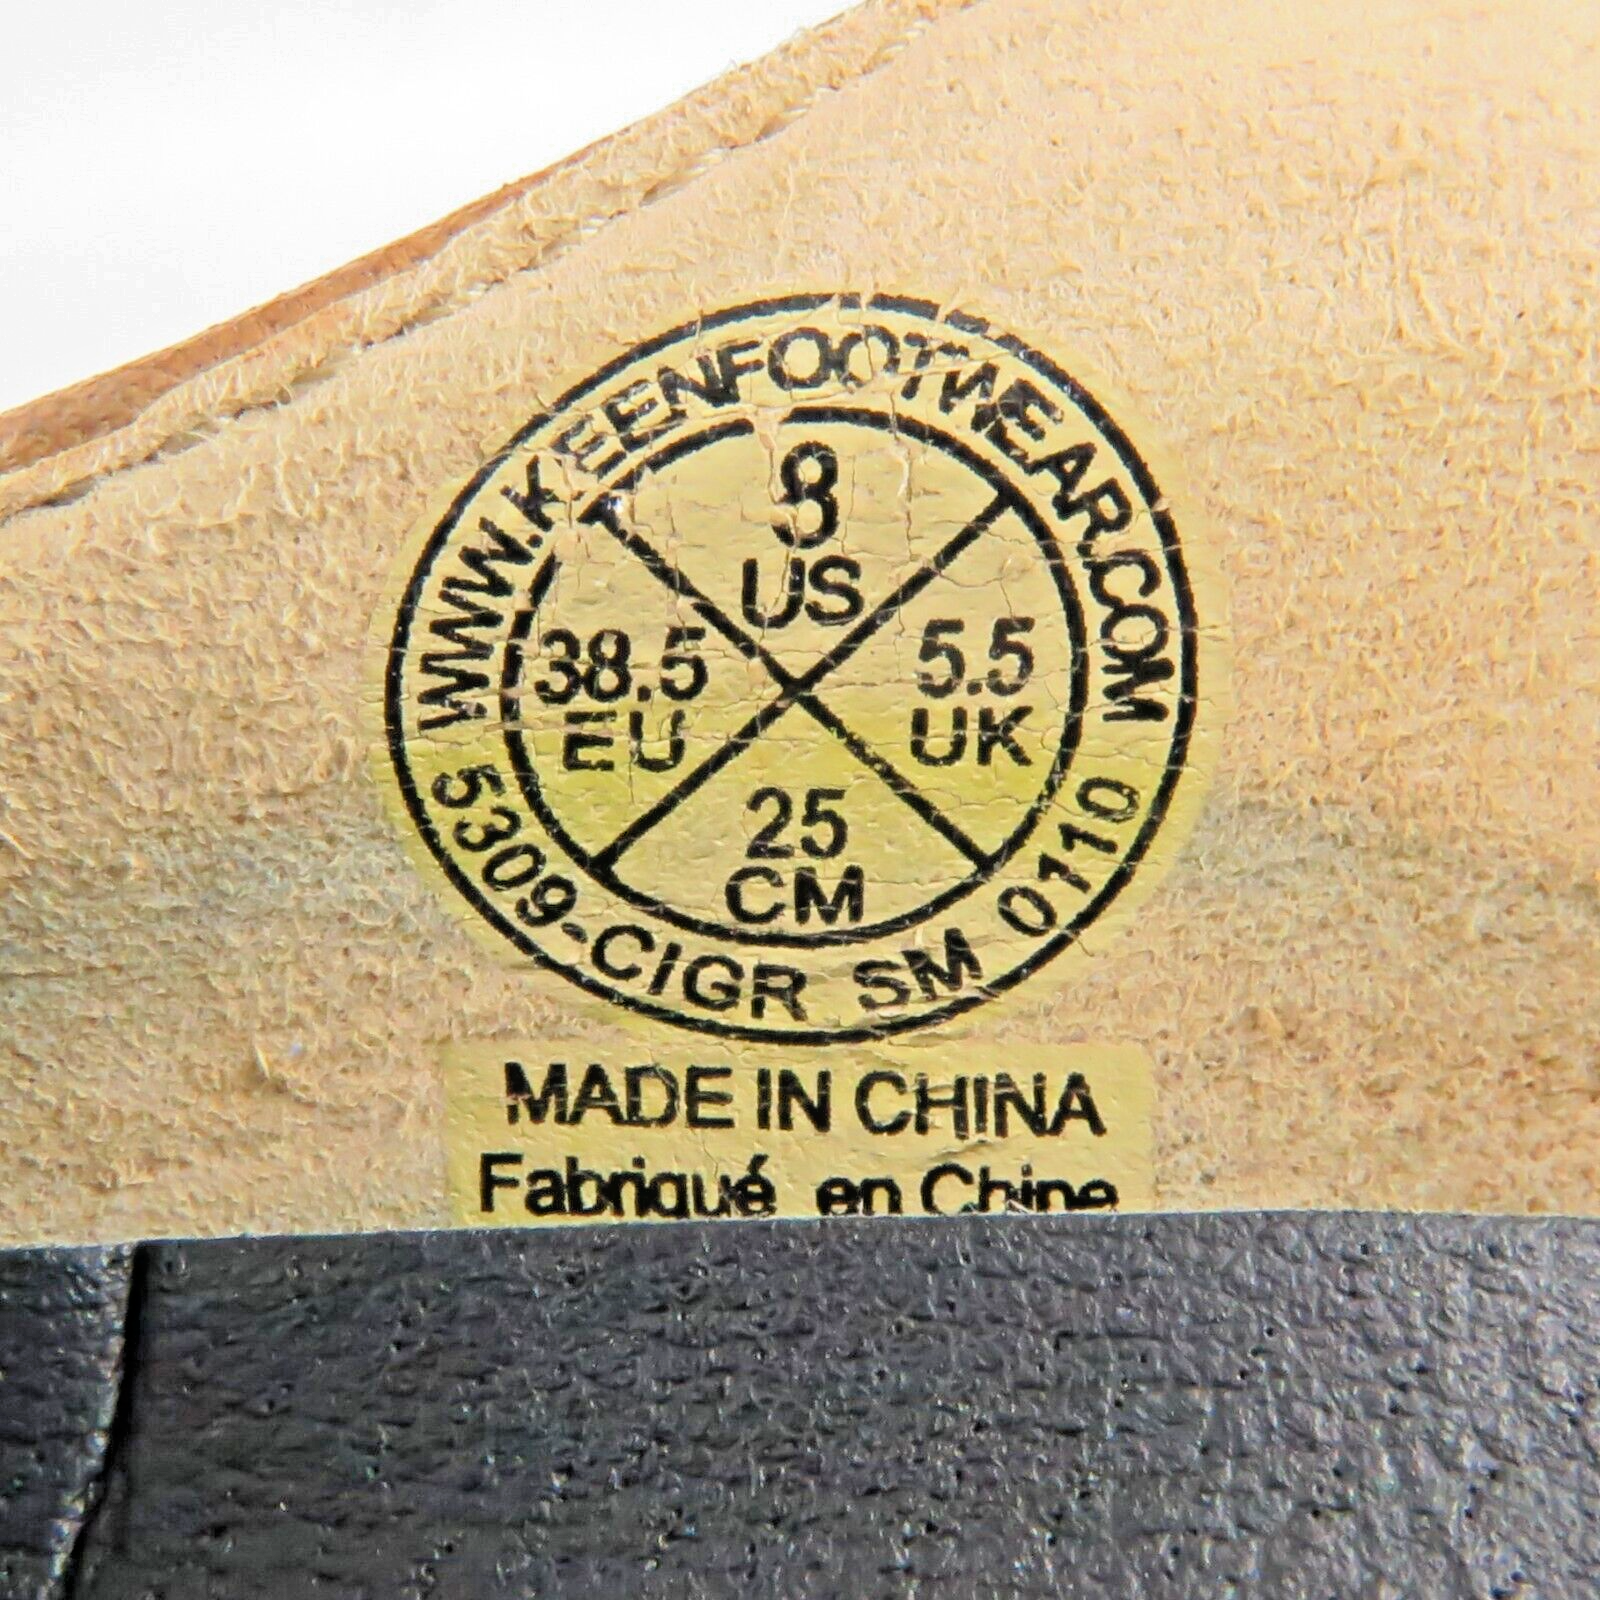 WWW.KEENFOOTWEAR.COM
8
US
38.5
EU
5.5
UK
25
CM
5309-CIGR SM 0110
MADE IN CHINA
Fabriqué en Chine